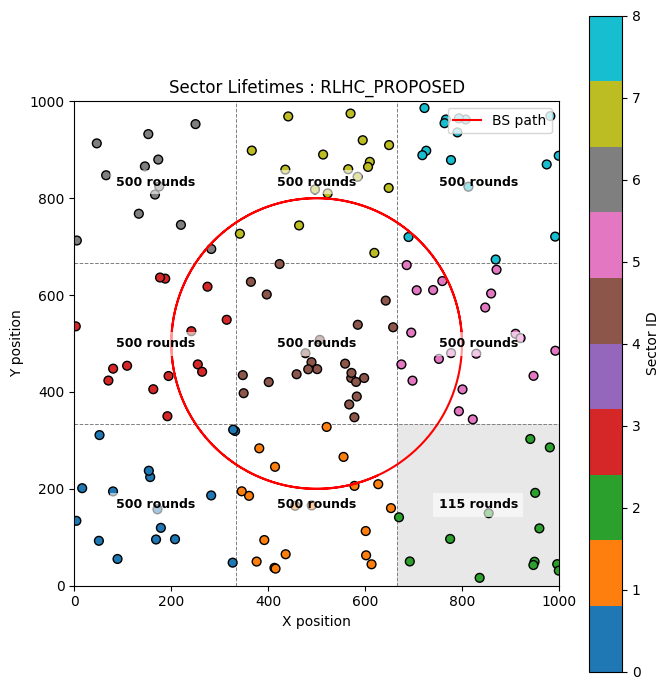 Sector Lifetimes : RLHC_PROPOSED
BS path
500 rounds 500 rounds 500 rounds
500 rounds 500 rounds 500 rounds
500 rounds 500 rounds 115 rounds
1000
800
600
400
200
0
Y position
0 200 400 600 800 1000
X position
8
7
6
5
4
3
2
1
0
Sector ID